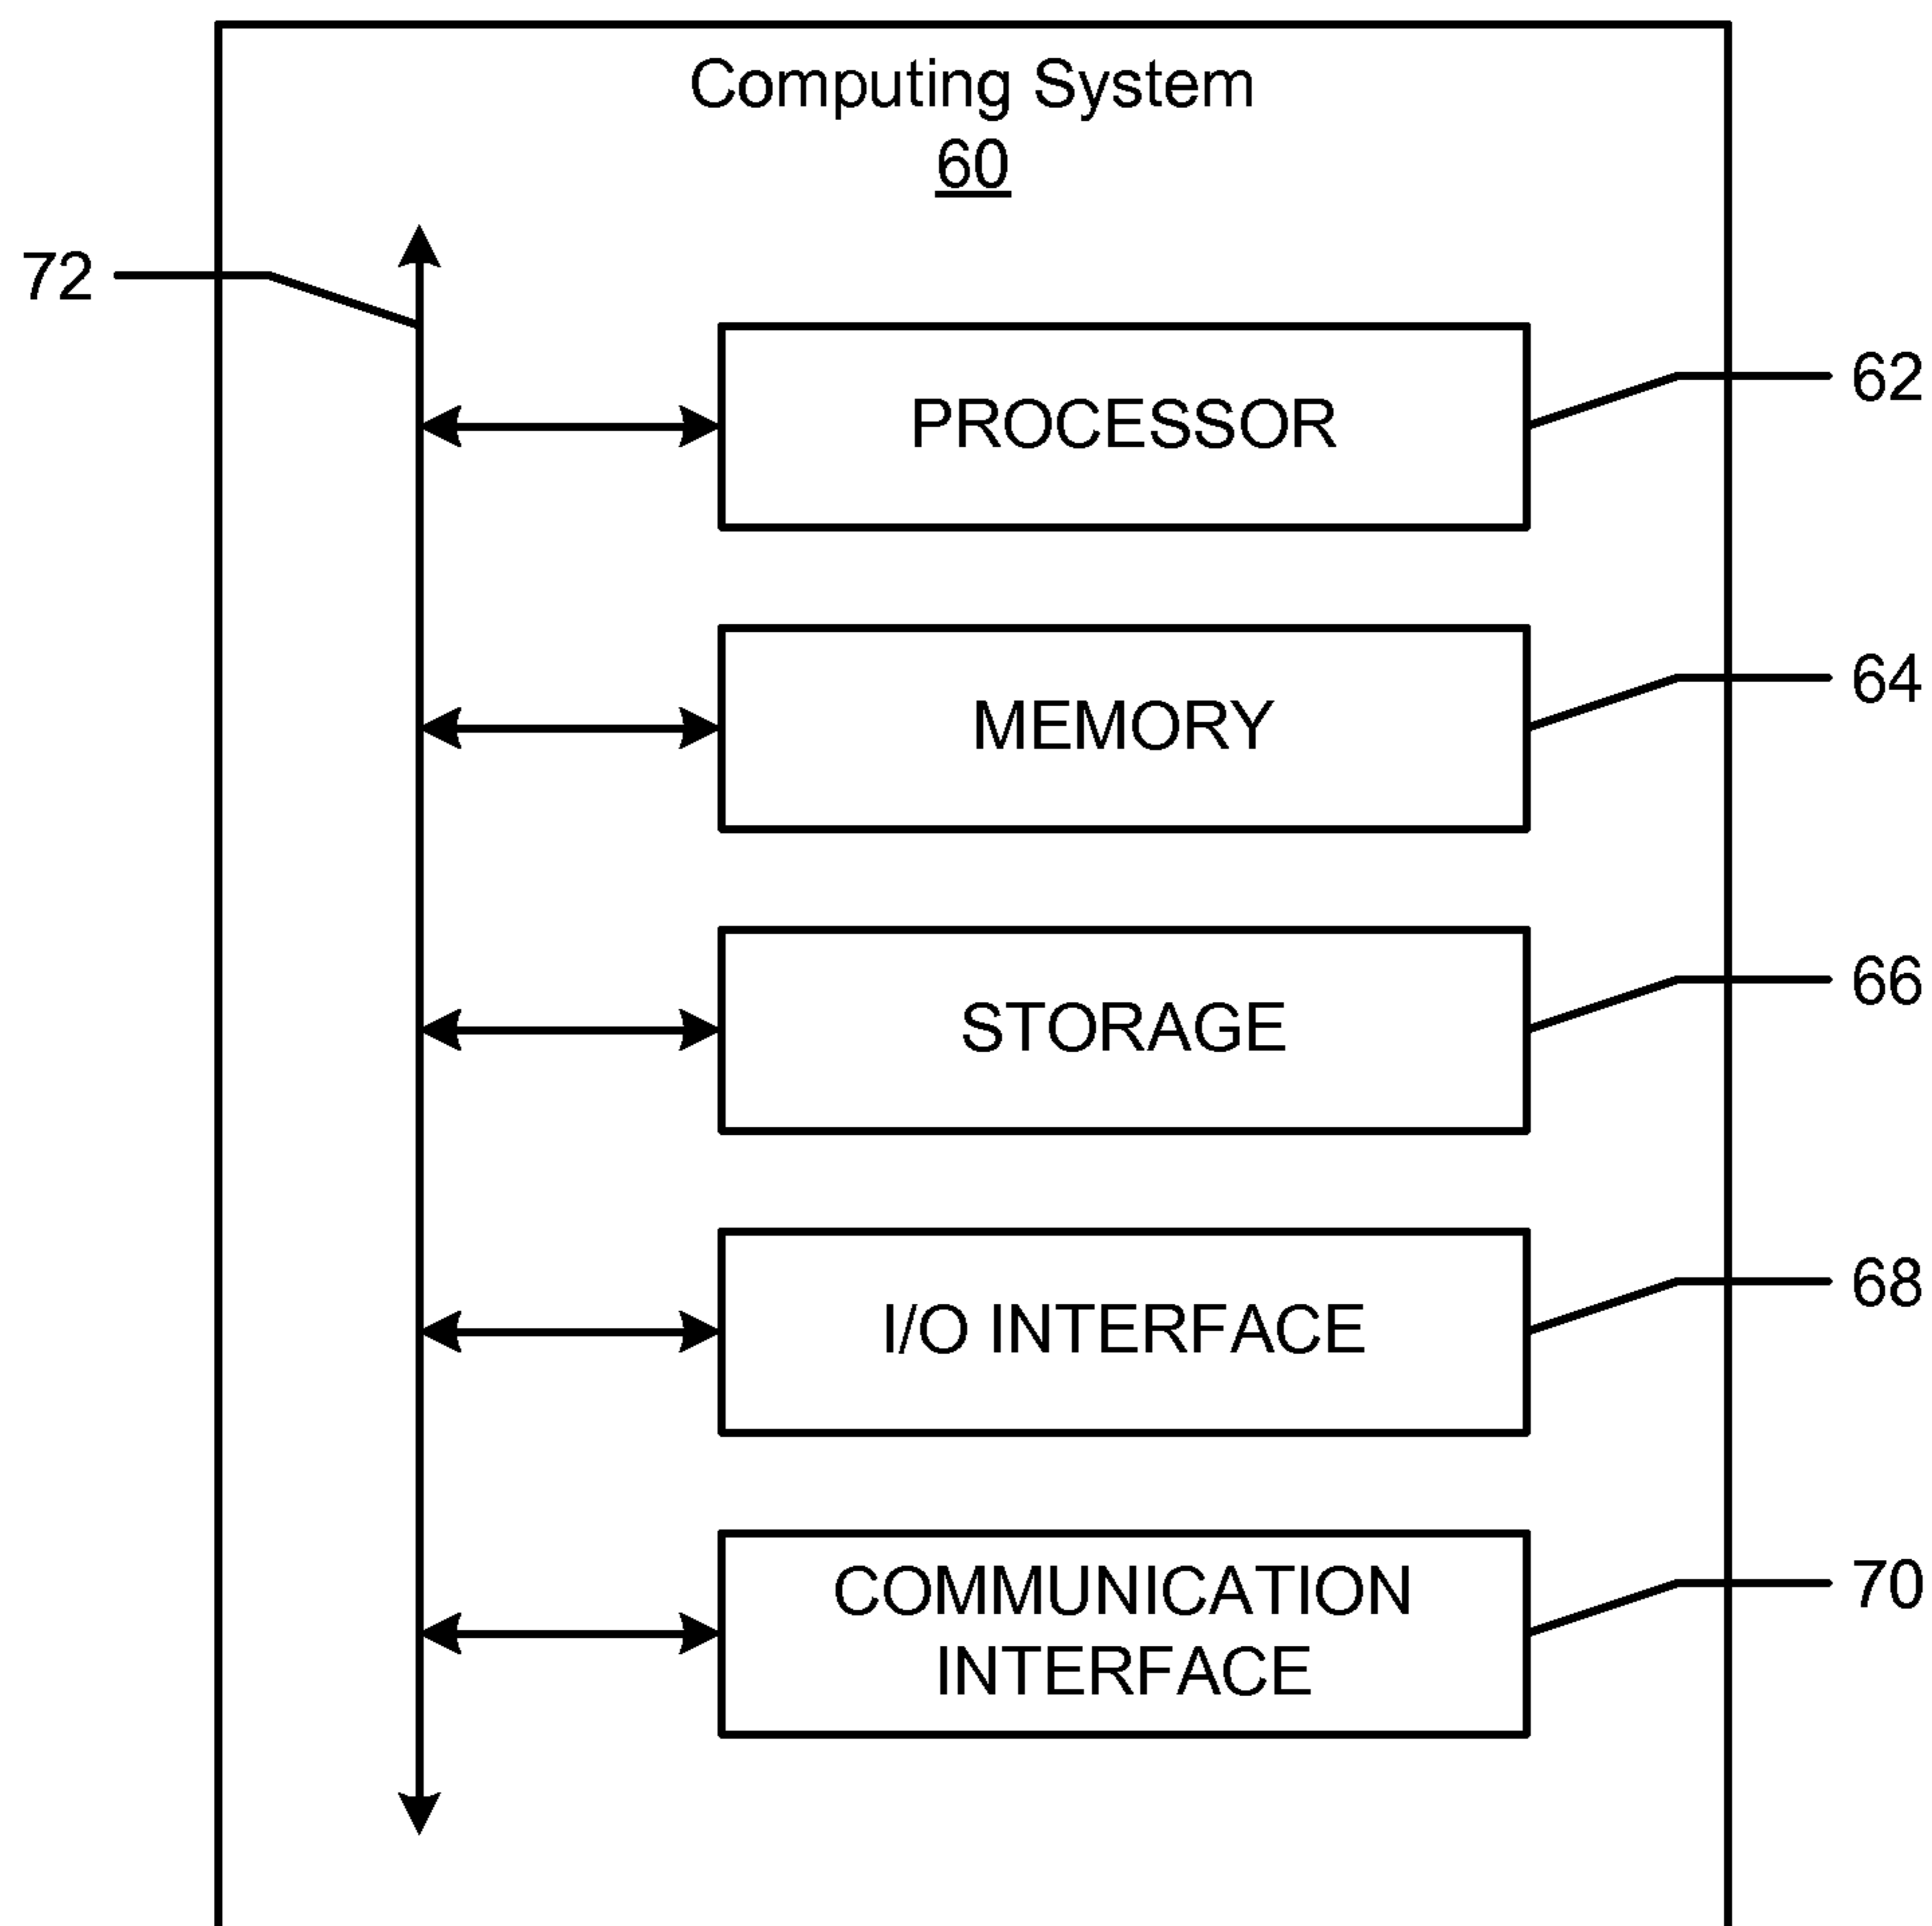 Computing System
60
72
PROCESSOR
62
MEMORY
64
STORAGE
66
I/O INTERFACE
68
COMMUNICATION
INTERFACE
70